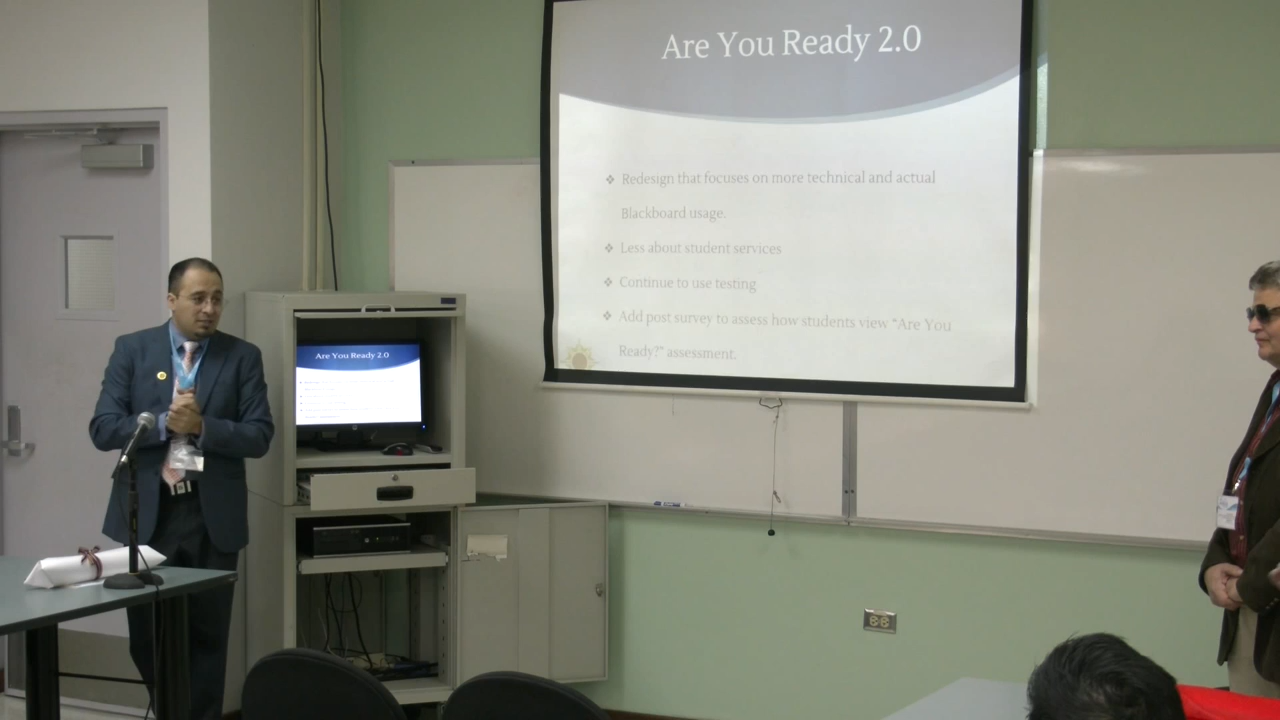 Are You Ready 2.0
Redesign that focuses on more technical and actual
Blackboard usage.
Less about student services
Continue to use testing
Add post survey to assess how students view "Are You
Ready?" assessment.
Are You Ready 2.0